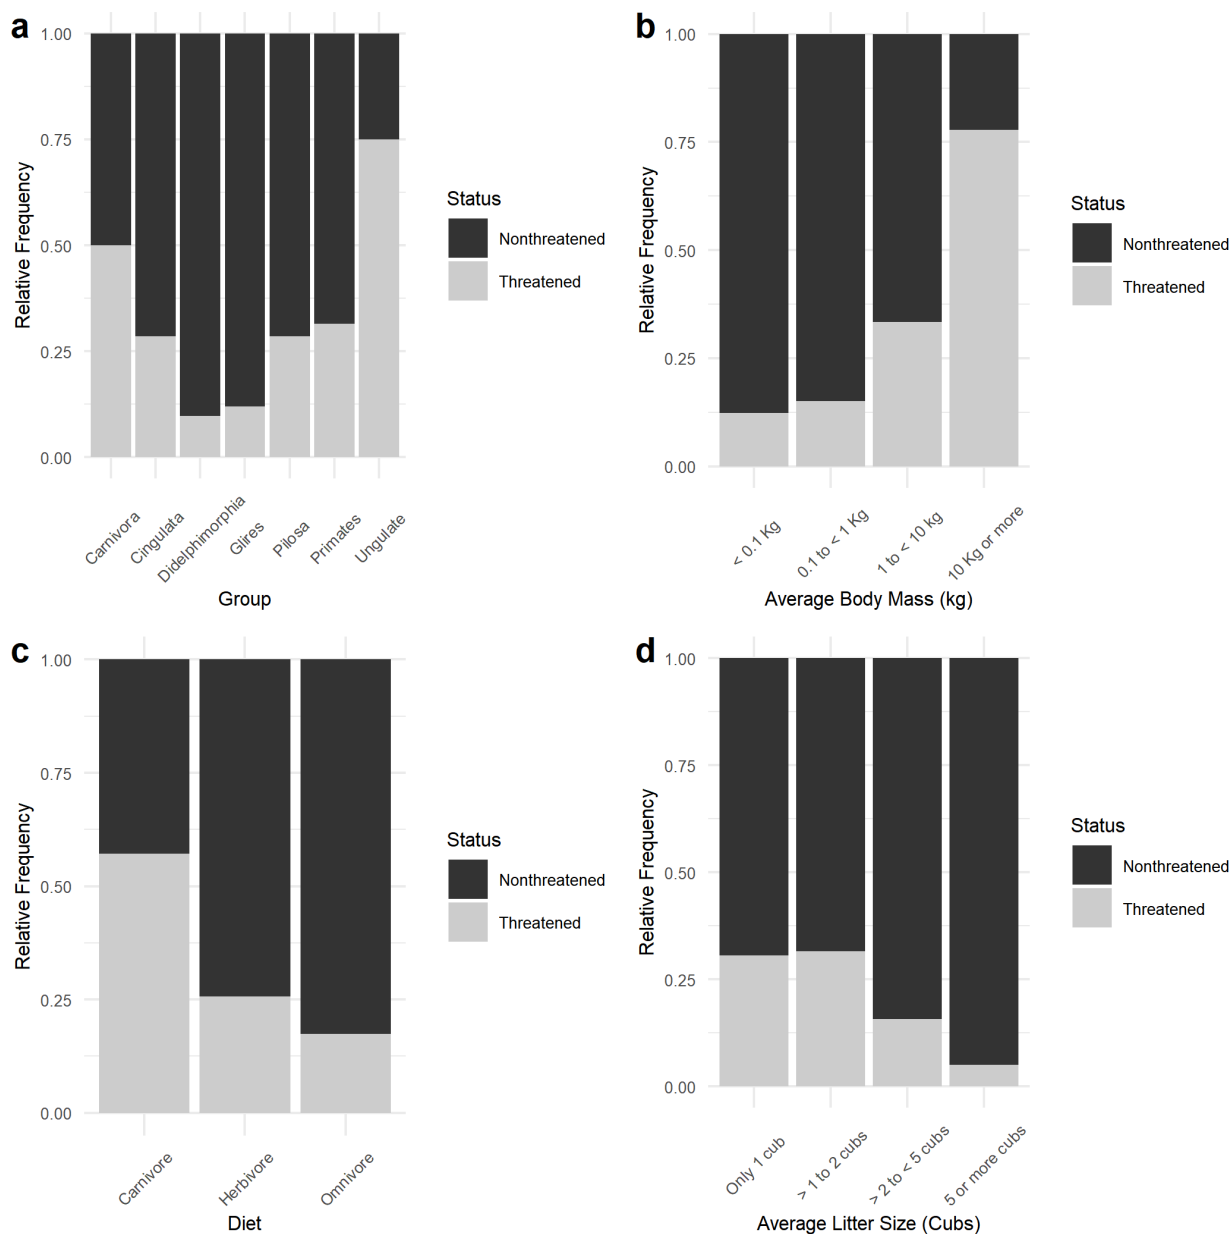 a
1.00
0.75
0.50
0.25
0.00
Relative Frequency
Carnivora
Cingulata
Didelphimorphia
Glires
Pilosa
Primates
Ungulate
Group
Status
Nonthreatened
Threatened
b
1.00
0.75
0.50
0.25
0.00
Relative Frequency
< 0.1 Kg
0.1 to < 1 Kg
1 to < 10 kg
10 Kg or more
Average Body Mass (kg)
Status
Nonthreatened
Threatened
c
1.00
0.75
0.50
0.25
0.00
Relative Frequency
Carnivore
Herbivore
Omnivore
Diet
Status
Nonthreatened
Threatened
d
1.00
0.75
0.50
0.25
0.00
Relative Frequency
Only 1 cub
> 1 to 2 cubs
> 2 to < 5 cubs
5 or more cubs
Average Litter Size (Cubs)
Status
Nonthreatened
Threatened